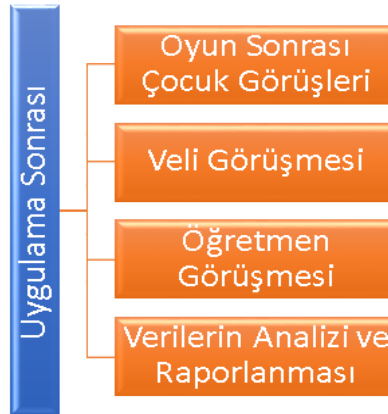 Uygulama Sonrası
Oyun Sonrası
Çocuk Görüşleri
Veli Görüşmesi
Öğretmen
Görüşmesi
Verilerin Analizi ve
Raporlanması